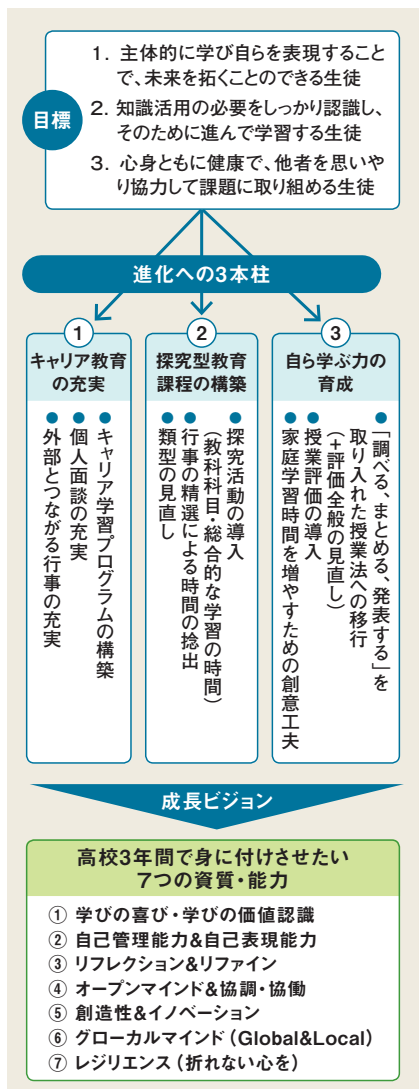 目標
1. 主体的に学び自らを表現すること
で、未来を拓くことのできる生徒
2. 知識活用の必要をしっかり認識し、
そのために進んで学習する生徒
3. 心身ともに健康で、他者を思いや
り協力して課題に取り組める生徒
進化への3本柱
1
キャリア教育
の充実
● キャリア学習プログラムの構築
● 個人面談の充実
● 外部とつながる行事の充実
2
探究型教育
課程の構築
● 探究活動の導入
(教科科目・総合的な学習の時間)
● 行事の精選による時間の捻出
● 類型の見直し
3
自ら学ぶ力の
育成
● 「調べる、まとめる、発表する」を
取り入れた授業法への移行
(+評価全般の見直し)
● 授業評価の導入
● 家庭学習時間を増やすための創意工夫
成長ビジョン
高校3年間で身に付けさせたい
7つの資質・能力
① 学びの喜び・学びの価値認識
② 自己管理能力&自己表現能力
③ リフレクション&リファイン
④ オープンマインド&協調・協働
⑤ 創造性&イノベーション
⑥ グローカルマインド(Global&Local)
⑦ レジリエンス(折れない心を)